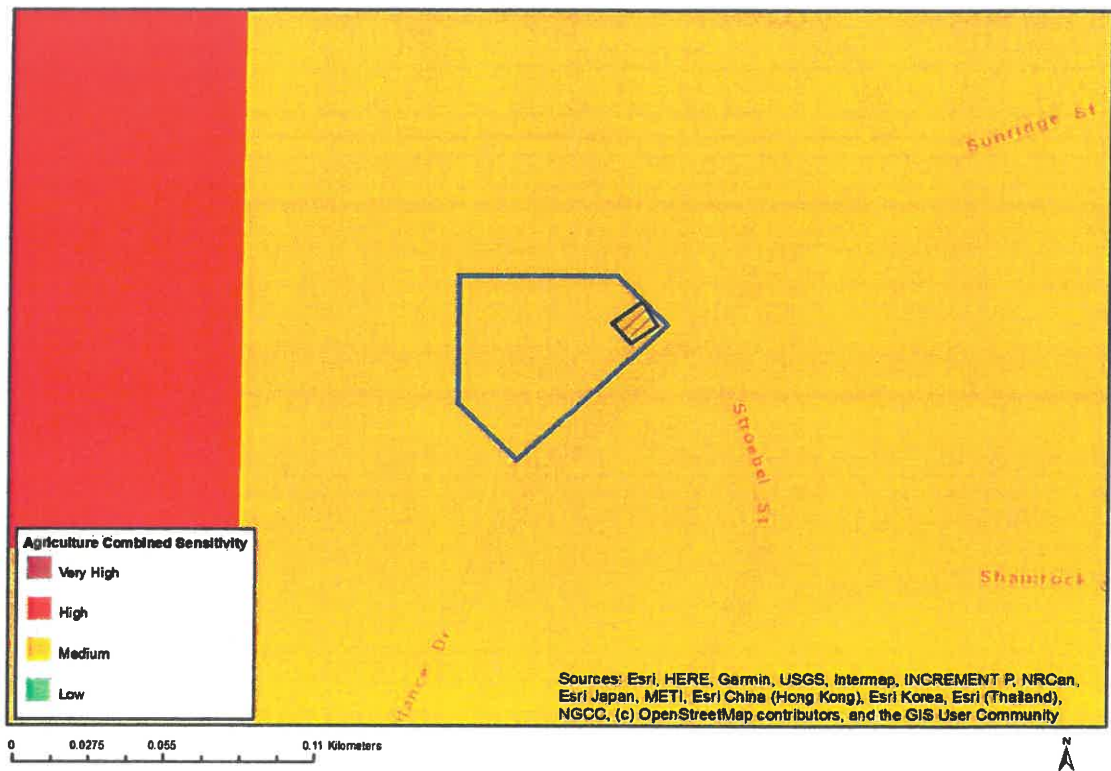 Sunridge St
Stroebel St
Shamrock
Dr
Agriculture Combined Sensitivity
Very High
High
Medium
Low
Sources: Esri, HERE, Garmin, USGS, Intermap, INCREMENT P, NRCan,
Esri Japan, METI, Esri China (Hong Kong), Esri Korea, Esri (Thailand),
NGCC, (c) OpenStreetMap contributors, and the GIS User Community
0 0.0275 0.055 0.11 Kilometers
N